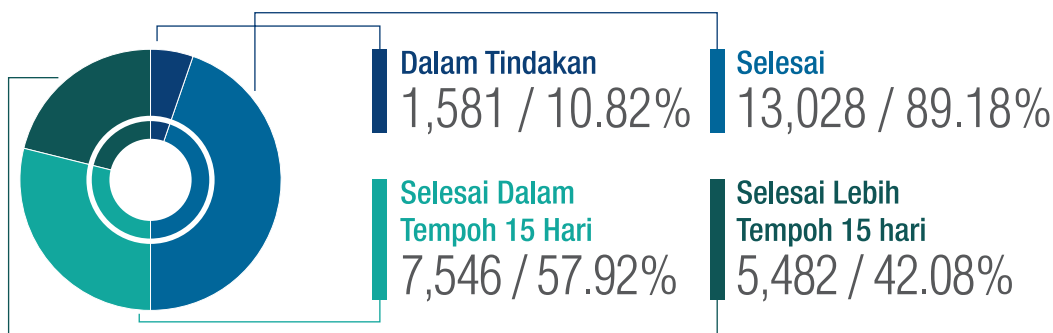 Dalam Tindakan
1,581 / 10.82%
Selesai
13,028 / 89.18%
Selesai Dalam
Tempoh 15 Hari
7,546 / 57.92%
Selesai Lebih
Tempoh 15 hari
5,482 / 42.08%